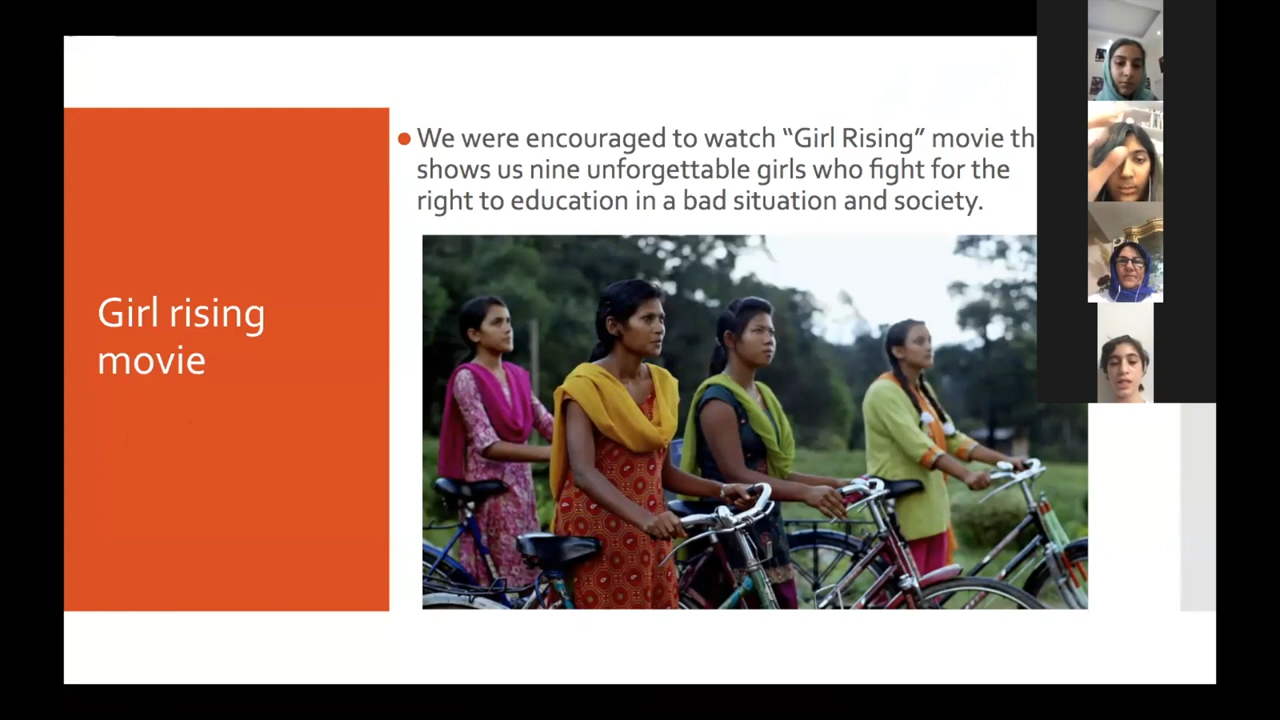 Girl rising
movie
We were encouraged to watch “Girl Rising” movie th
shows us nine unforgettable girls who fight for the
right to education in a bad situation and society.